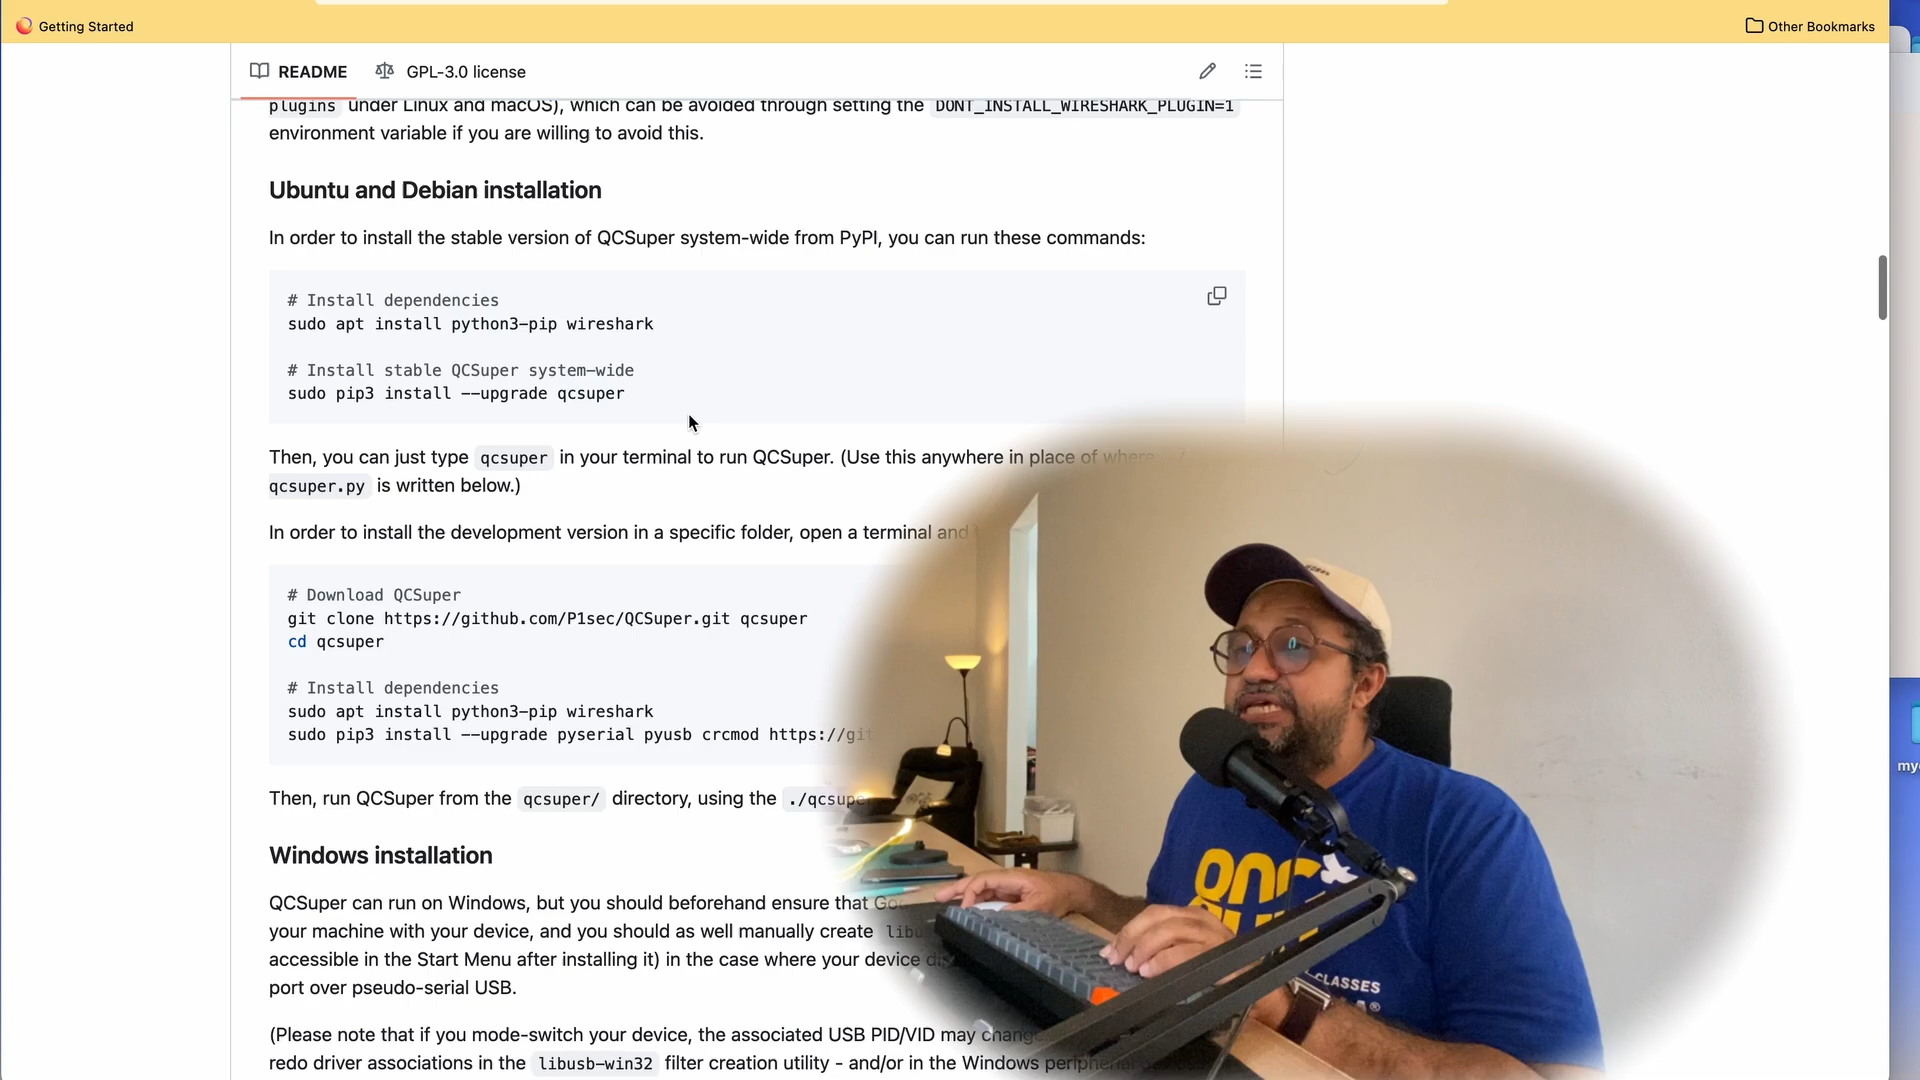 Getting Started
Other Bookmarks
README
GPL-3.0 license
plugins under Linux and macOS), which can be avoided through setting the DONT_INSTALL_WIRESHARK_PLUGIN=1
environment variable if you are willing to avoid this.
Ubuntu and Debian installation
In order to install the stable version of QCSuper system-wide from PyPI, you can run these commands:
# Install dependencies
sudo apt install python3-pip wireshark
# Install stable QCSuper system-wide
sudo pip3 install --upgrade qcsuper
Then, you can just type qcsuper in your terminal to run QCSuper. (Use this anywhere in place of where
qcsuper.py is written below.)
In order to install the development version in a specific folder, open a terminal and
# Download QCSuper
git clone https://github.com/P1sec/QCSuper.git qcsuper
cd qcsuper
# Install dependencies
sudo apt install python3-pip wireshark
sudo pip3 install --upgrade pyserial pyusb crcmod https://git
Then, run QCSuper from the qcsuper/ directory, using the ./qcsupe
Windows installation
QCSuper can run on Windows, but you should beforehand ensure that Go
your machine with your device, and you should as well manually create libu
accessible in the Start Menu after installing it) in the case where your device di
port over pseudo-serial USB.
(Please note that if you mode-switch your device, the associated USB PID/VID may chang
redo driver associations in the libusb-win32 filter creation utility - and/or in the Windows peripheral
my
CLASSES